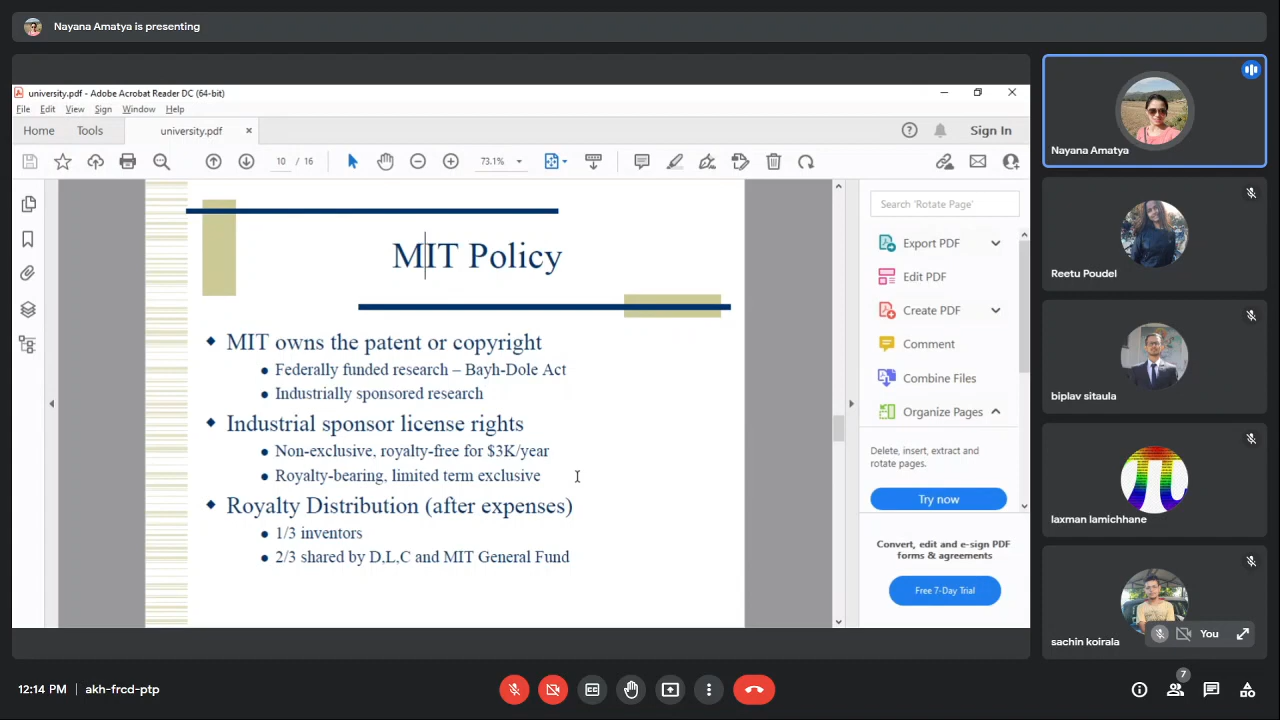 Nayana Amatya is presenting
university.pdf - Adobe Acrobat Reader DC (64-bit)
File Edit View Sign Window Help
Home Tools university.pdf × Sign In
10 / 16 73.1%
MIT Policy
MIT owns the patent or copyright
Federally funded research – Bayh-Dole Act
Industrially sponsored research
Industrial sponsor license rights
Non-exclusive, royalty-free for $3K/year
Royalty-bearing, limited term exclusive
Royalty Distribution (after expenses)
1/3 inventors
2/3 shared by D,L,C and MIT General Fund
Search 'Rotate Page'
Export PDF
Edit PDF
Create PDF
Comment
Combine Files
Organize Pages
Delete, insert, extract and
rotate pages.
Try now
Convert, edit and e-sign PDF
forms & agreements
Free 7-Day Trial
Nayana Amatya
Reetu Poudel
biplav sitaula
laxman lamichhane
sachin koirala
You
12:14 PM | akh-frcd-ptp
7